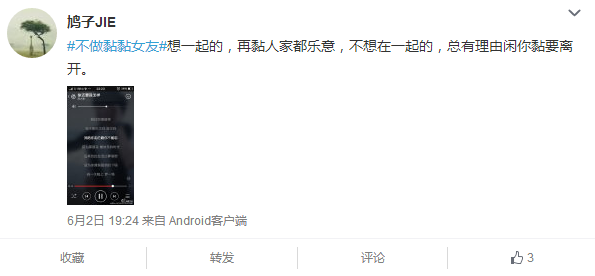 鸠子JIE
#不做黏黏女友#想一起的，再黏人家都乐意，不想在一起的，总有理由闲你黏要离
开。
6月2日 19:24 来自 Android客户端
收藏
转发
评论
3